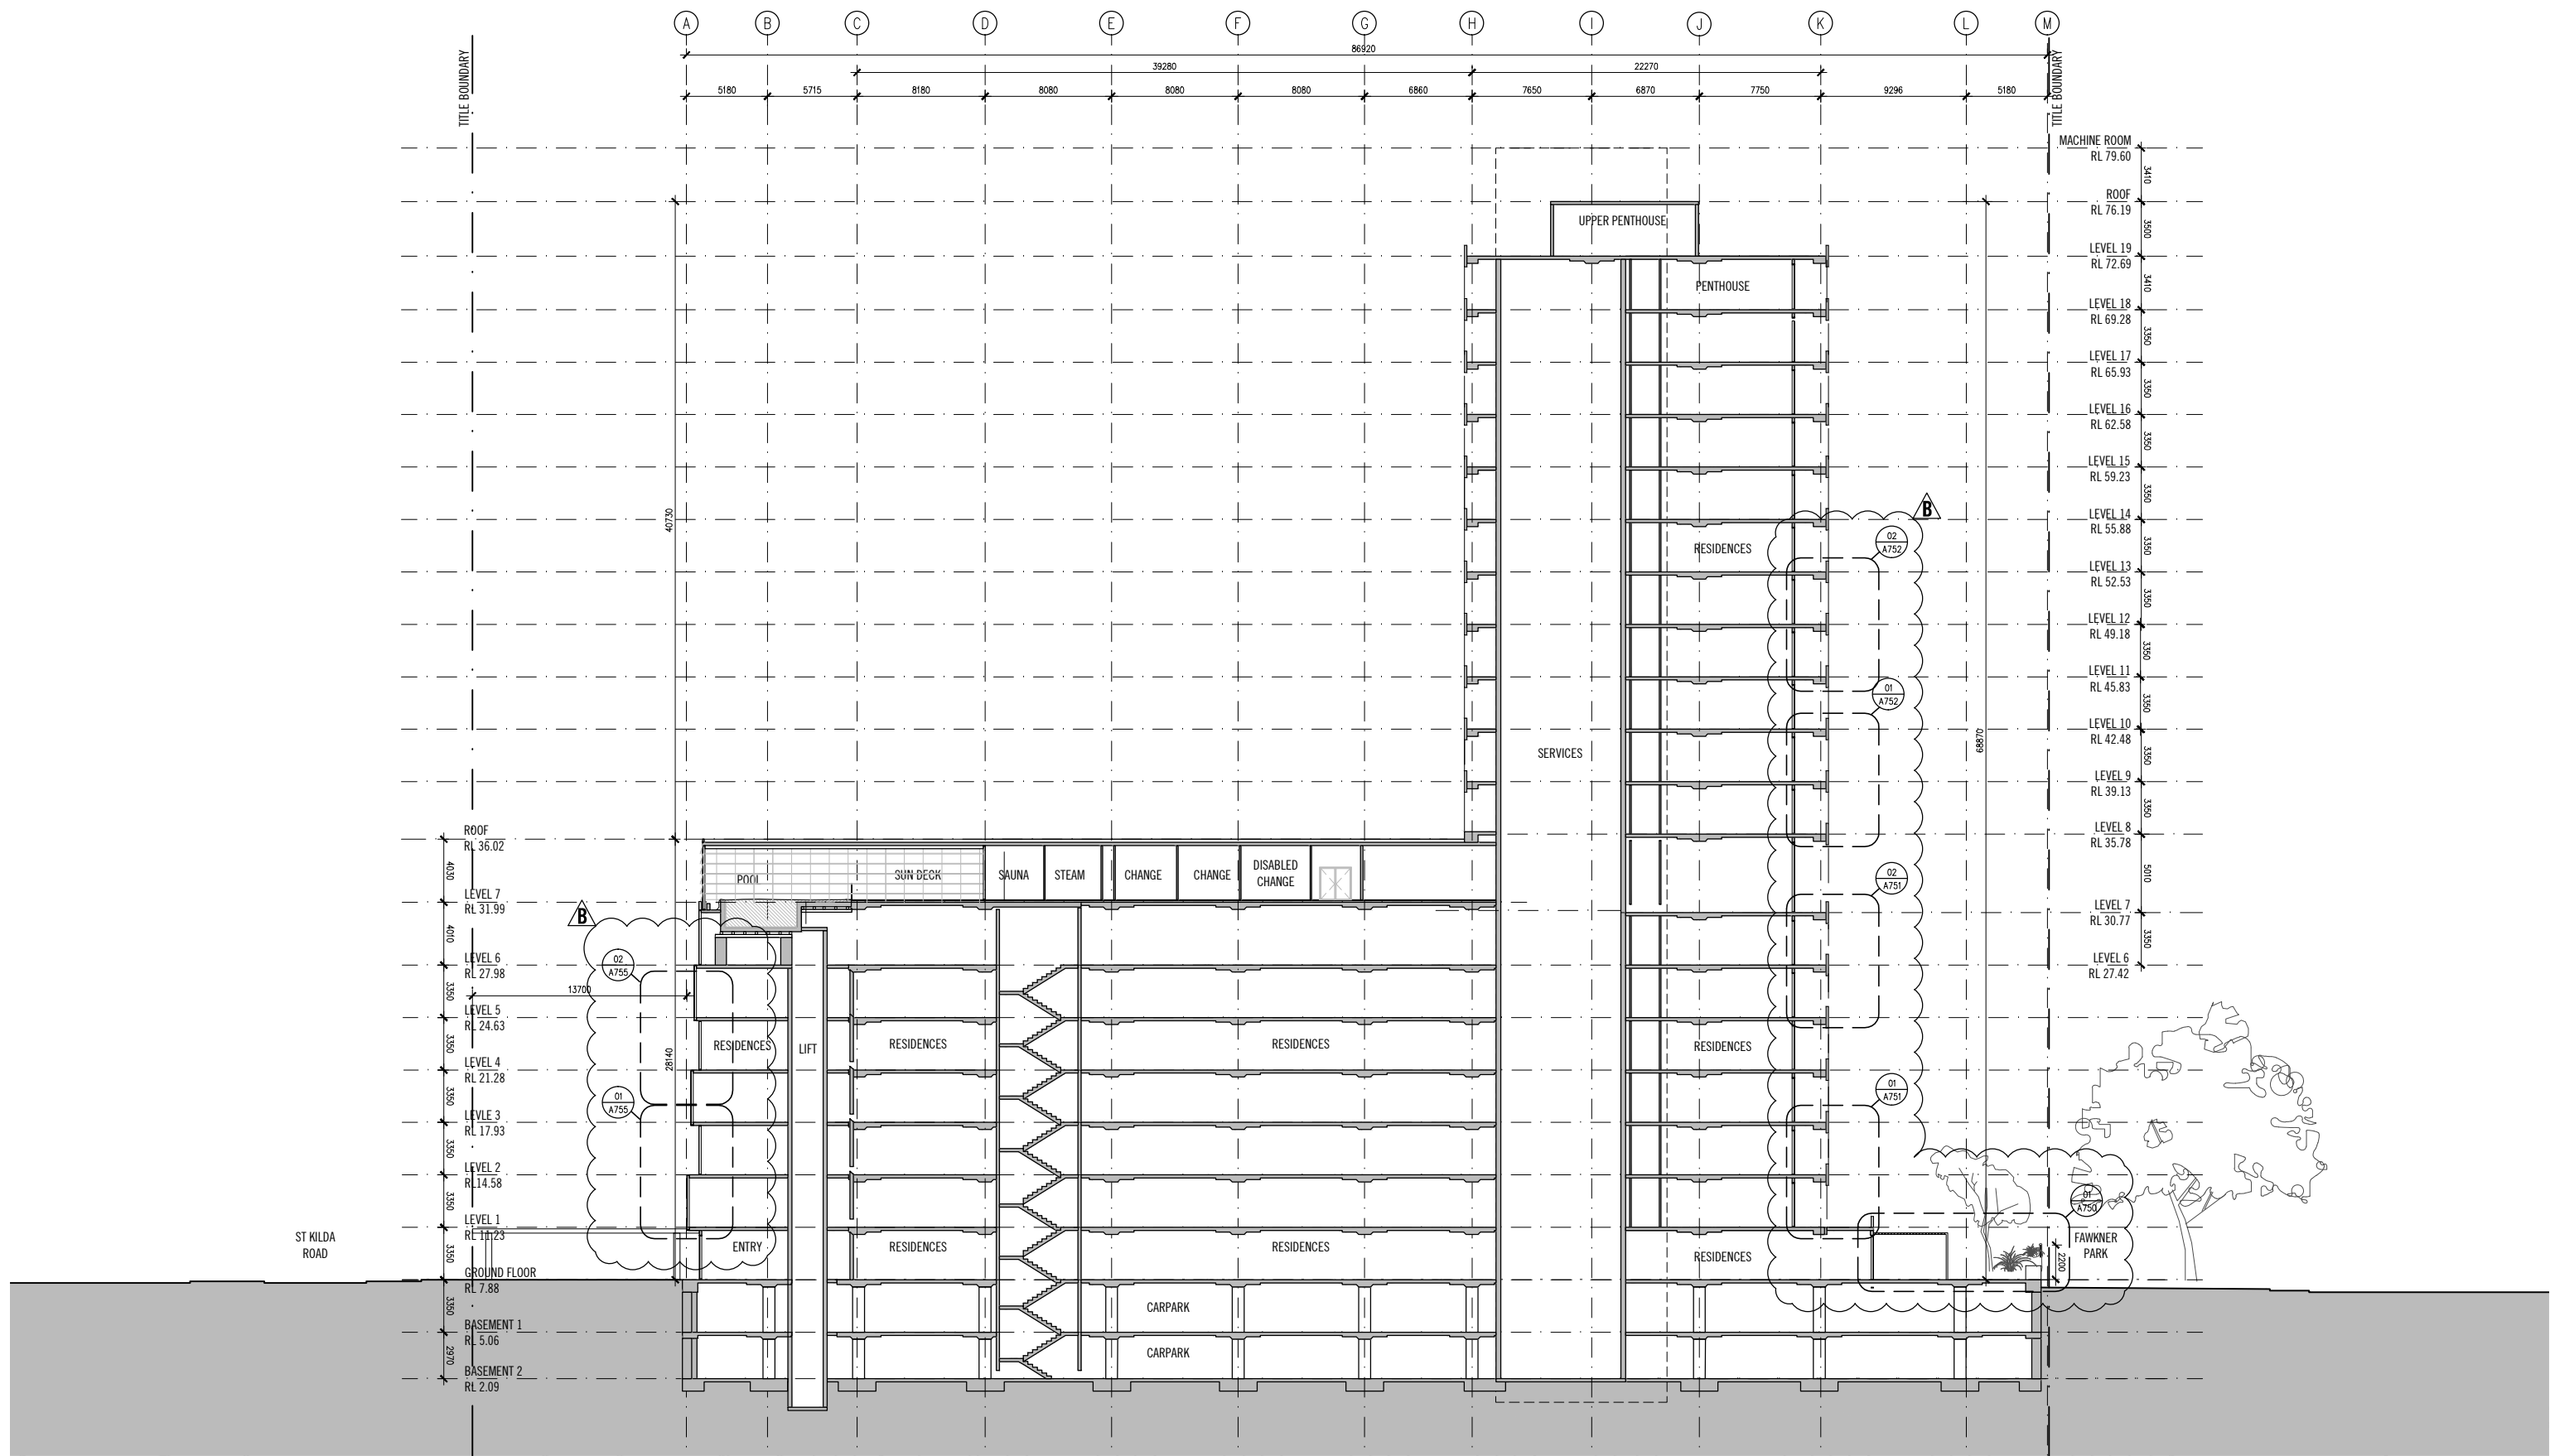 A B C D E F G H I J K L M
86920
39280 22270
5180 5715 8180 8080 8080 8080 6860 7650 6870 7750 9296 5180
TITLE BOUNDARY
TITLE BOUNDARY
MACHINE ROOM
RL 79.60
3410
ROOF
RL 76.19
3500
LEVEL 19
RL 72.69
3410
LEVEL 18
RL 69.28
3350
LEVEL 17
RL 65.93
3350
LEVEL 16
RL 62.58
3350
LEVEL 15
RL 59.23
3350
LEVEL 14
RL 55.88
3350
LEVEL 13
RL 52.53
3350
LEVEL 12
RL 49.18
3350
LEVEL 11
RL 45.83
3350
LEVEL 10
RL 42.48
3350
LEVEL 9
RL 39.13
3350
LEVEL 8
RL 35.78
5010
LEVEL 7
RL 30.77
3350
LEVEL 6
RL 27.42
UPPER PENTHOUSE
PENTHOUSE
RESIDENCES
SERVICES
40730
68870
B
02
A752
01
A752
02
A751
01
A751
01
A750
ROOF
RL 36.02
4030
LEVEL 7
RL 31.99
4010
LEVEL 6
RL 27.98
3350
LEVEL 5
RL 24.63
3350
LEVEL 4
RL 21.28
3350
LEVLE 3
RL 17.93
3350
LEVEL 2
RL14.58
3350
LEVEL 1
RL 11.23
3350
GROUND FLOOR
RL 7.88
3350
BASEMENT 1
RL 5.06
2970
BASEMENT 2
RL 2.09
POOL
SUN DECK
SAUNA
STEAM
CHANGE
CHANGE
DISABLED
CHANGE
B
02
A755
01
A755
13700
28140
RESIDENCES
LIFT
RESIDENCES
RESIDENCES
RESIDENCES
ST KILDA
ROAD
ENTRY
RESIDENCES
RESIDENCES
RESIDENCES
FAWKNER
PARK
2200
CARPARK
CARPARK